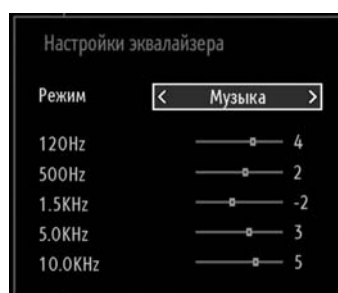 Настройки эквалайзера
Режим < Музыка >
120Hz 4
500Hz 2
1.5KHz -2
5.0KHz 3
10.0KHz 5